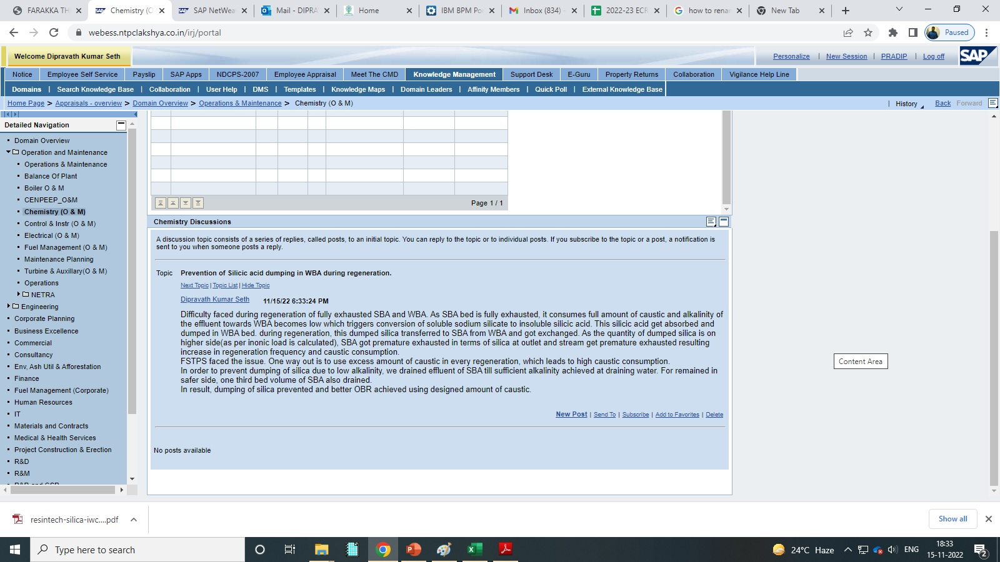 FARAKKA TH
Chemistry (O
SAP NetWea
Mail - DIPRA
Home
IBM BPM Po
Inbox (834) -
2022-23 ECR
how to rena
New Tab
webess.ntpclakshya.co.in/irj/portal
Paused
Welcome Dipravath Kumar Seth
Personalize | New Session | PRADIP | Log off
SAP
Notice
Employee Self Service
Payslip
SAP Apps
NDCPS-2007
Employee Appraisal
Meet The CMD
Knowledge Management
Support Desk
E-Guru
Property Returns
Collaboration
Vigilance Help Line
Domains | Search Knowledge Base | Collaboration | User Help | DMS | Templates | Knowledge Maps | Domain Leaders | Affinity Members | Quick Poll | External Knowledge Base
Home Page > Appraisals - overview > Domain Overview > Operations & Maintenance > Chemistry (O & M)
| History
Back Forward
Detailed Navigation
Domain Overview
Operation and Maintenance
Operations & Maintenance
Balance Of Plant
Boiler O & M
CENPEEP_O&M
Chemistry (O & M)
Control & Instr (O & M)
Electrical (O & M)
Fuel Management (O & M)
Maintenance Planning
Turbine & Auxillary(O & M)
Operations
NETRA
Engineering
Corporate Planning
Business Excellence
Commercial
Consultancy
Env, Ash Util & Afforestation
Finance
Fuel Management (Corporate)
Human Resources
IT
Materials and Contracts
Medical & Health Services
Project Construction & Erection
R&D
R&M
Page 1 / 1
Chemistry Discussions
A discussion topic consists of a series of replies, called posts, to an initial topic. You can reply to the topic or to individual posts. If you subscribe to the topic or a post, a notification is
sent to you when someone posts a reply.
Topic Prevention of Silicic acid dumping in WBA during regeneration.
Next Topic | Topic List | Hide Topic
Dipravath Kumar Seth 11/15/22 6:33:24 PM
Difficulty faced during regeneration of fully exhausted SBA and WBA. As SBA bed is fully exhausted, it consumes full amount of caustic and alkalinity of
the effluent towards WBA becomes low which triggers conversion of soluble sodium silicate to insoluble silicic acid. This silicic acid get absorbed and
dumped in WBA bed. during regeneration, this dumped silica transferred to SBA from WBA and got exchanged. As the quantity of dumped silica is on
higher side(as per inonic load is calculated), SBA got premature exhausted in terms of silica at outlet and stream get premature exhausted resulting
increase in regeneration frequency and caustic consumption.
FSTPS faced the issue. One way out is to use excess amount of caustic in every regeneration, which leads to high caustic consumption.
In order to prevent dumping of silica due to low alkalinity, we drained effluent of SBA till sufficient alkalinity achieved at draining water. For remained in
safer side, one third bed volume of SBA also drained.
In result, dumping of silica prevented and better OBR achieved using designed amount of caustic.
New Post | Send To | Subscribe | Add to Favorites | Delete
No posts available
Content Area
resintech-silica-iwc....pdf
Show all
Type here to search
24°C Haze
ENG
18:33
15-11-2022
2